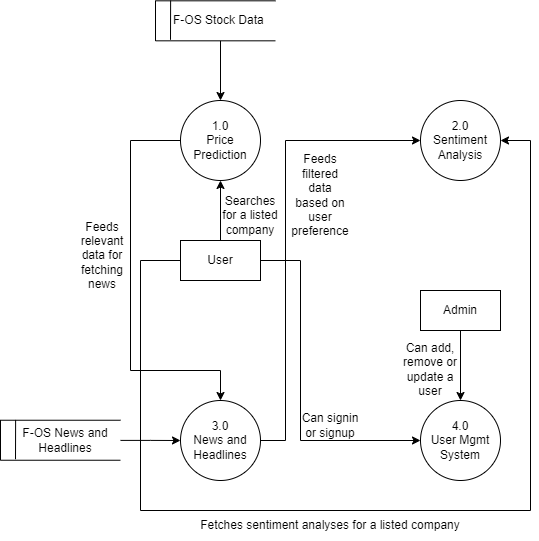 F-OS Stock Data
1.0
Price
Prediction
2.0
Sentiment
Analysis
Feeds
filtered
data
based on
user
preference
Searches
for a listed
company
Feeds
relevant
data for
fetching
news
User
Admin
Can add,
remove or
update a
user
3.0
News and
Headlines
Can signin
or signup
4.0
User Mgmt
System
F-OS News and
Headlines
Fetches sentiment analyses for a listed company